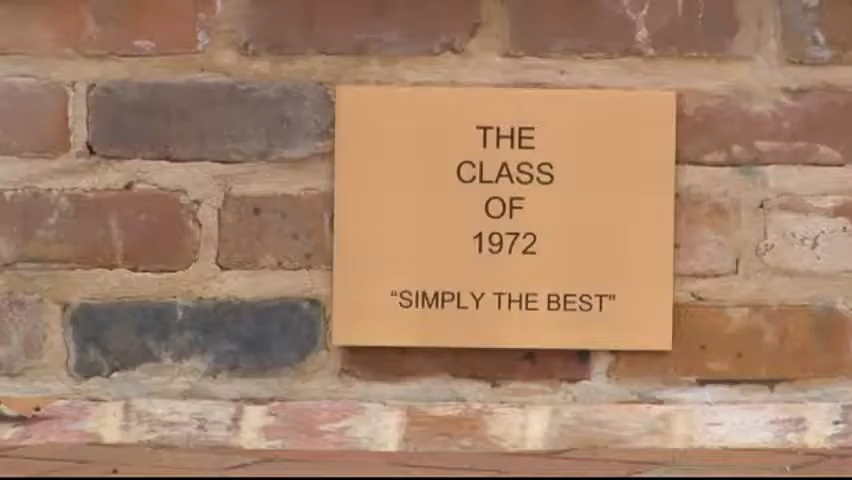 THE
CLASS
OF
1972
“SIMPLY THE BEST”